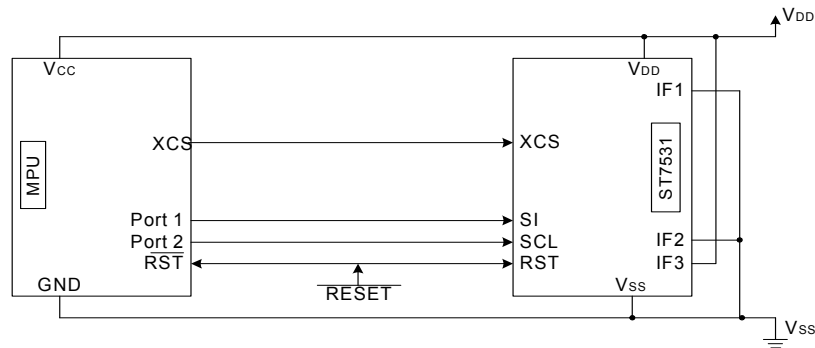 VDD
VCC
VDD
IF1
XCS
XCS
MPU
ST7531
Port 1
SI
Port 2
SCL
IF2
RST
RST
IF3
GND
RESET
VSS
VSS